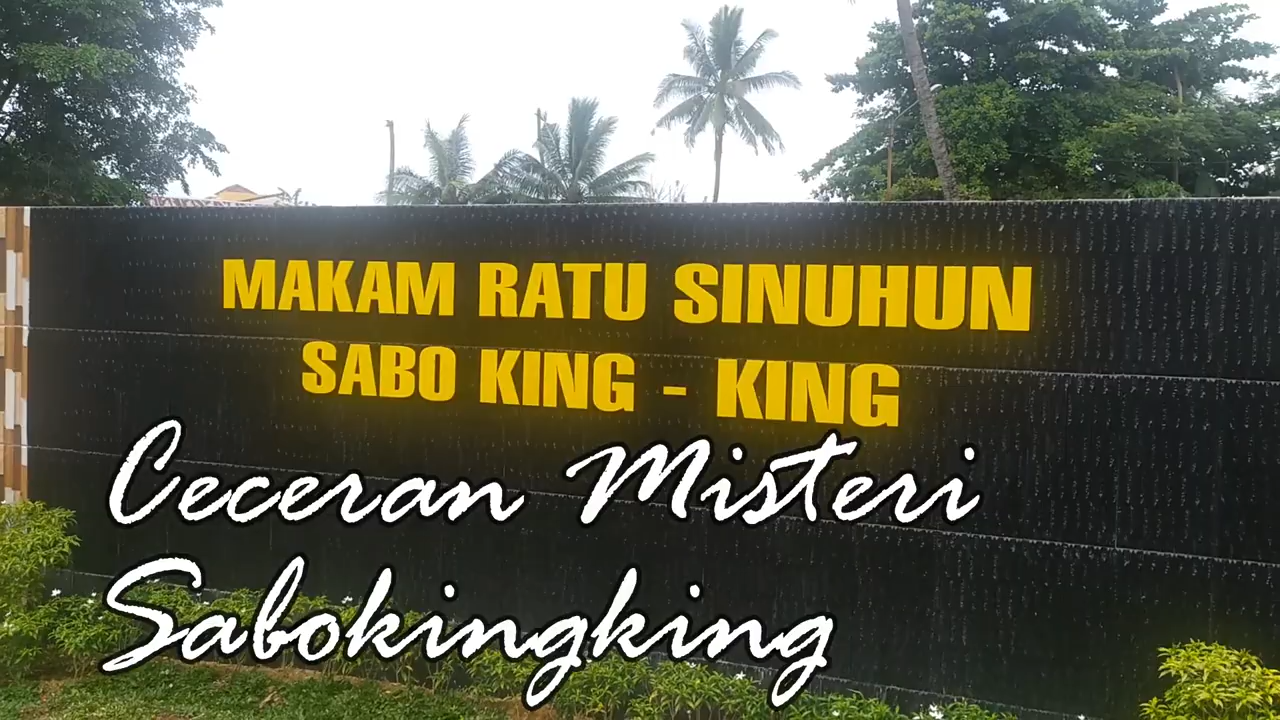 MAKAM RATU SINUHUN
SABO KING - KING
Ceceran Misteri
Sabokingking